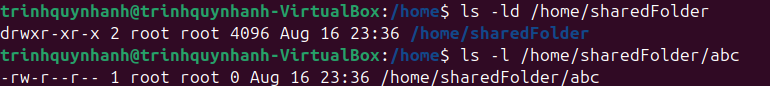 trinhquynhanh@trinhquynhanh-VirtualBox:/home$ ls -ld /home/sharedFolder
drwxr-xr-x 2 root root 4096 Aug 16 23:36 /home/sharedFolder
trinhquynhanh@trinhquynhanh-VirtualBox:/home$ ls -l /home/sharedFolder/abc
-rw-r--r-- 1 root root 0 Aug 16 23:36 /home/sharedFolder/abc